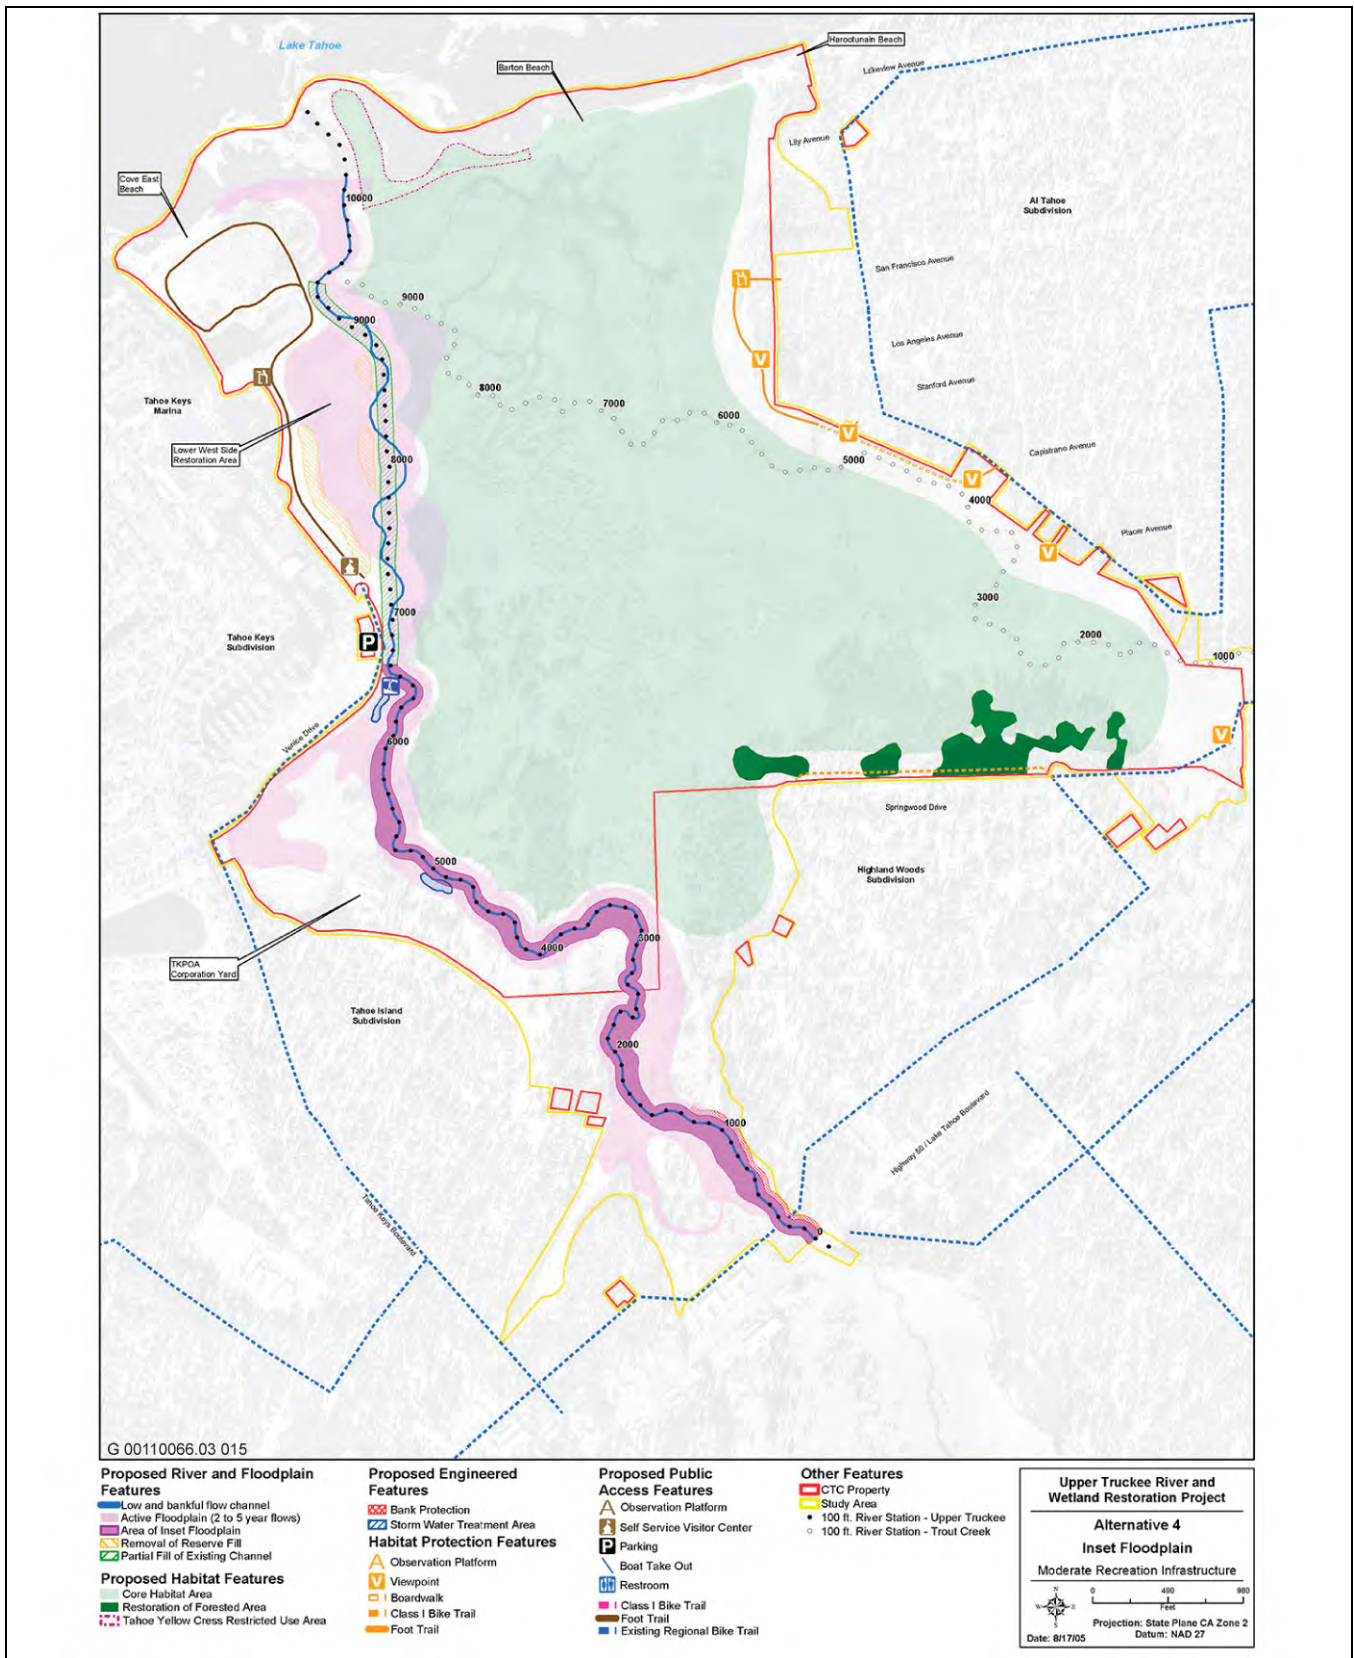 Lake Tahoe
Harootunain Beach
Lakeview Avenue
Barton Beach
Lily Avenue
Cove East
Beach
10000
Al Tahoe
Subdivision
San Francisco Avenue
9000
9000
Los Angeles Avenue
Stanford Avenue
8000
7000
6000
Tahoe Keys
Marina
Lower West Side
Restoration Area
8000
5000
Capistrano Avenue
4000
Placer Avenue
3000
7000
Tahoe Keys
Subdivision
P
2000
1000
Venice Drive
6000
V
V
V
V
V
V
Springwood Drive
5000
Highland Woods
Subdivision
4000
3000
TKPOA
Corporation Yard
Tahoe Island
Subdivision
2000
1000
Highway 50 / Lake Tahoe Boulevard
Tahoe Keys Boulevard
0
G 00110066.03 015
Proposed River and Floodplain
Features
Low and bankful flow channel
Active Floodplain (2 to 5 year flows)
Area of Inset Floodplain
Removal of Reserve Fill
Partial Fill of Existing Channel
Proposed Habitat Features
Core Habitat Area
Restoration of Forested Area
Tahoe Yellow Cress Restricted Use Area
Proposed Engineered
Features
Bank Protection
Storm Water Treatment Area
Habitat Protection Features
Observation Platform
V Viewpoint
Boardwalk
Class I Bike Trail
Foot Trail
Proposed Public
Access Features
Observation Platform
Self Service Visitor Center
P Parking
Boat Take Out
Restroom
Class I Bike Trail
Foot Trail
Existing Regional Bike Trail
Other Features
CTC Property
Study Area
100 ft. River Station - Upper Truckee
100 ft. River Station - Trout Creek
Upper Truckee River and
Wetland Restoration Project
Alternative 4
Inset Floodplain
Moderate Recreation Infrastructure
N
W E
S
0 490 980
Feet
Projection: State Plane CA Zone 2
Datum: NAD 27
Date: 8/17/05